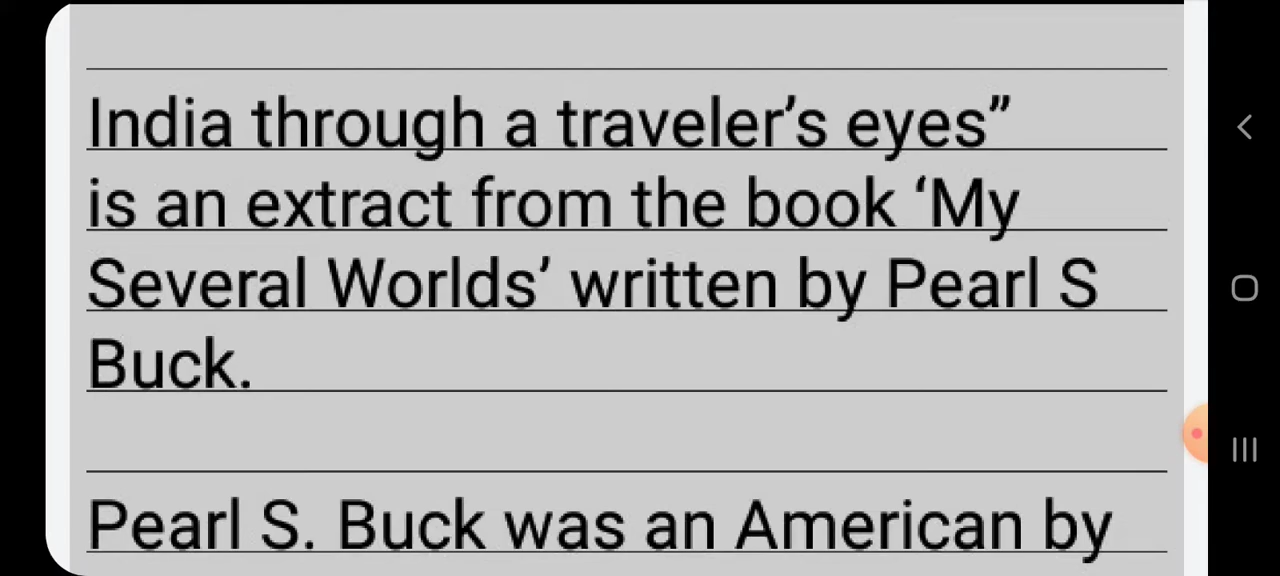 India through a traveler’s eyes”
is an extract from the book ‘My
Several Worlds’ written by Pearl S
Buck.
Pearl S. Buck was an American by